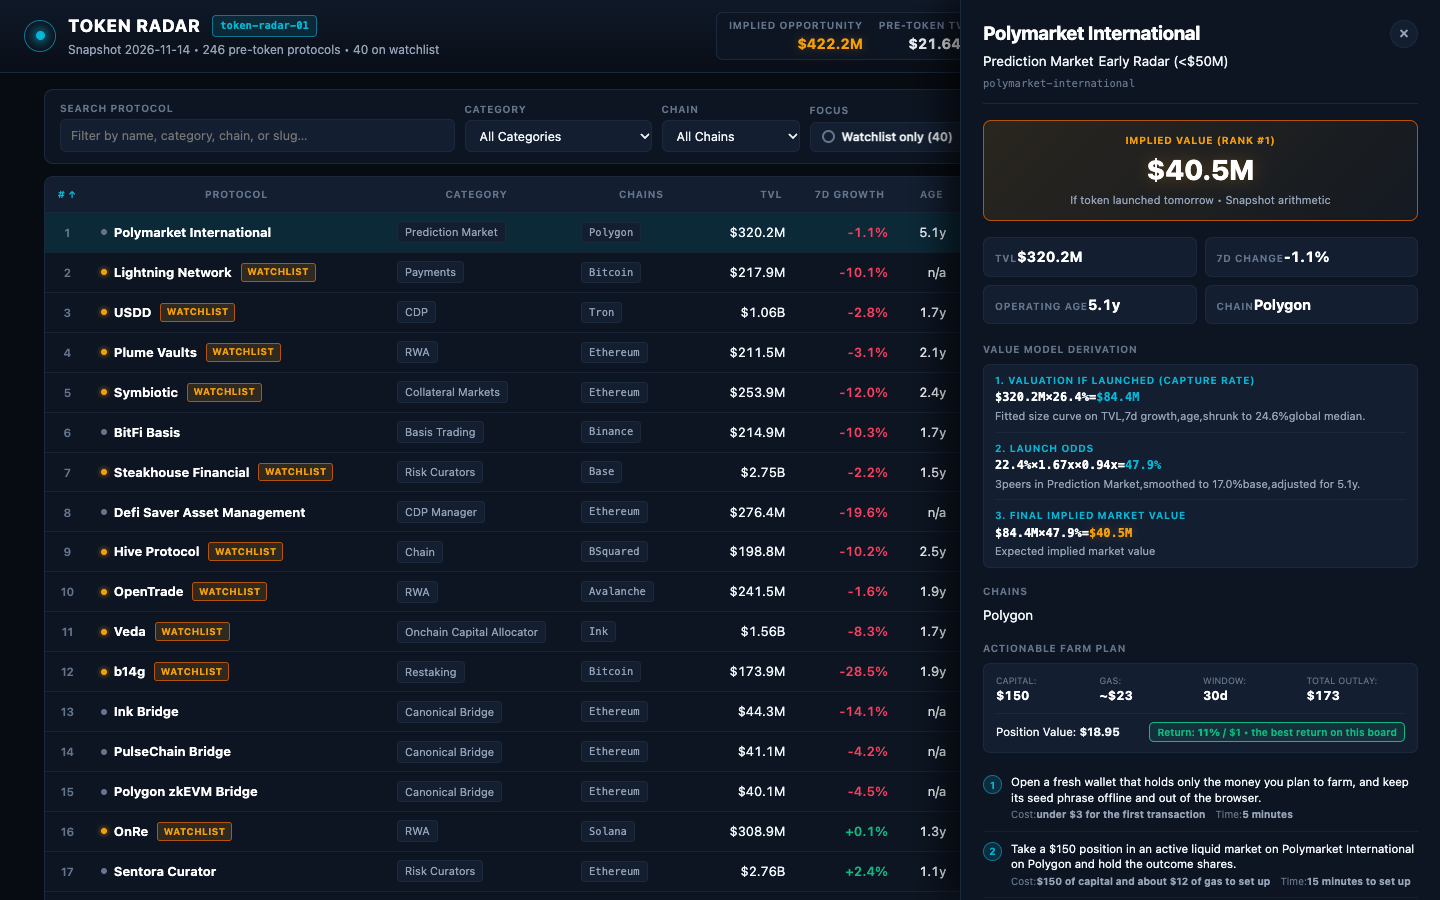 TOKEN RADAR token-radar-01
Snapshot 2026-11-14 • 246 pre-token protocols • 40 on watchlist
IMPLIED OPPORTUNITY PRE-TOKEN
$422.2M $21.64
SEARCH PROTOCOL CATEGORY CHAIN FOCUS
Filter by name, category, chain, or slug... All Categories All Chains Watchlist only (40)
# ↑ PROTOCOL CATEGORY CHAINS TVL 7D GROWTH AGE
1 Polymarket International Prediction Market Polygon $320.2M -1.1% 5.1y
2 Lightning Network WATCHLIST Payments Bitcoin $217.9M -10.1% n/a
3 USDD WATCHLIST CDP Tron $1.06B -2.8% 1.7y
4 Plume Vaults WATCHLIST RWA Ethereum $211.5M -3.1% 2.1y
5 Symbiotic WATCHLIST Collateral Markets Ethereum $253.9M -12.0% 2.4y
6 BitFi Basis Basis Trading Binance $214.9M -10.3% 1.7y
7 Steakhouse Financial WATCHLIST Risk Curators Base $2.75B -2.2% 1.5y
8 Defi Saver Asset Management CDP Manager Ethereum $276.4M -19.6% n/a
9 Hive Protocol WATCHLIST Chain BSquared $198.8M -10.2% 2.5y
10 OpenTrade WATCHLIST RWA Avalanche $241.5M -1.6% 1.9y
11 Veda WATCHLIST Onchain Capital Allocator Ink $1.56B -8.3% 1.7y
12 b14g WATCHLIST Restaking Bitcoin $173.9M -28.5% 1.9y
13 Ink Bridge Canonical Bridge Ethereum $44.3M -14.1% n/a
14 PulseChain Bridge Canonical Bridge Ethereum $41.1M -4.2% n/a
15 Polygon zkEVM Bridge Canonical Bridge Ethereum $40.1M -4.5% n/a
16 OnRe WATCHLIST RWA Solana $308.9M +0.1% 1.3y
17 Sentora Curator Risk Curators Ethereum $2.76B +2.4% 1.1y
Polymarket International ×
Prediction Market Early Radar (<$50M)
polymarket-international
IMPLIED VALUE (RANK #1)
$40.5M
If token launched tomorrow • Snapshot arithmetic
TVL$320.2M 7D CHANGE-1.1%
OPERATING AGE5.1y CHAINPolygon
VALUE MODEL DERIVATION
1. VALUATION IF LAUNCHED (CAPTURE RATE)
$320.2M×26.4%=$84.4M
Fitted size curve on TVL,7d growth,age,shrunk to 24.6%global median.
2. LAUNCH ODDS
22.4%×1.67x×0.94x=47.9%
3peers in Prediction Market,smoothed to 17.0%base,adjusted for 5.1y.
3. FINAL IMPLIED MARKET VALUE
$84.4M×47.9%=$40.5M
Expected implied market value
CHAINS
Polygon
ACTIONABLE FARM PLAN
CAPITAL: GAS: WINDOW: TOTAL OUTLAY:
$150 ~$23 30d $173
Position Value: $18.95 Return: 11% / $1 • the best return on this board
1 Open a fresh wallet that holds only the money you plan to farm, and keep
its seed phrase offline and out of the browser.
Cost:under $3 for the first transaction Time:5 minutes
2 Take a $150 position in an active liquid market on Polymarket International
on Polygon and hold the outcome shares.
Cost:$150 of capital and about $12 of gas to set up Time:15 minutes to set up